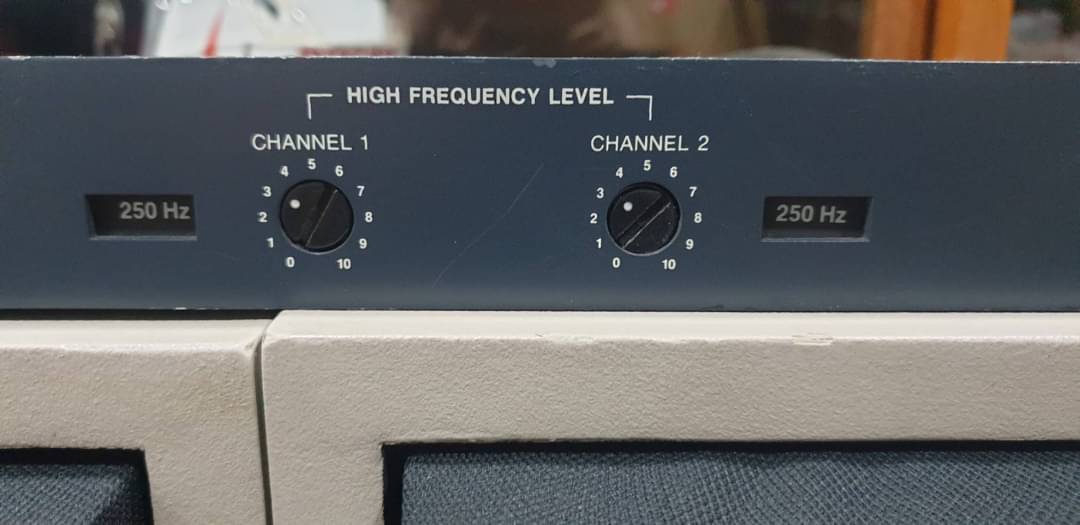 HIGH FREQUENCY LEVEL
CHANNEL 1
0 1 2 3 4 5 6 7 8 9 10
250 Hz
CHANNEL 2
0 1 2 3 4 5 6 7 8 9 10
250 Hz